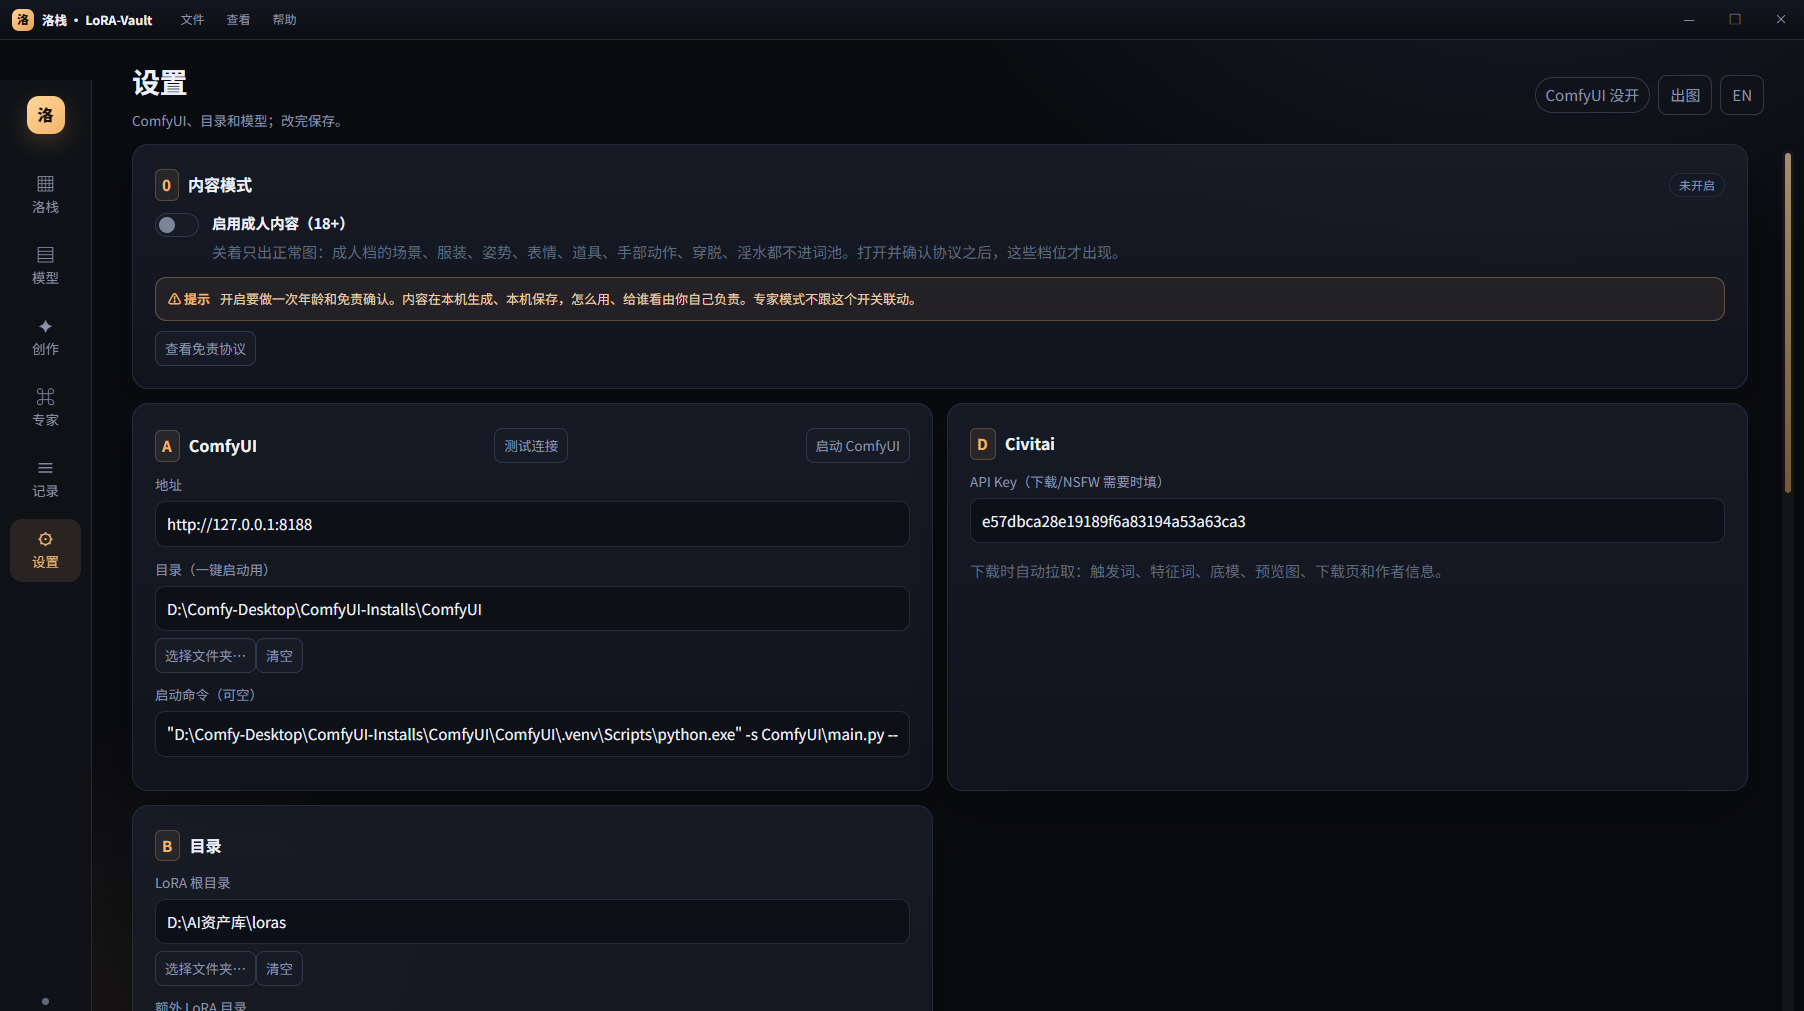 洛 洛栈 · LoRA-Vault 文件 查看 帮助
设置
ComfyUI、目录和模型；改完保存。
ComfyUI 没开 出图 EN
洛
洛栈
模型
创作
专家
记录
设置
0 内容模式 未开启
启用成人内容（18+）
关着只出正常图：成人档的场景、服装、姿势、表情、道具、手部动作、穿脱、淫水都不进词池。打开并确认协议之后，这些档位才出现。
⚠ 提示 开启要做一次年龄和免责确认。内容在本机生成、本机保存，怎么用、给谁看由你自己负责。专家模式不跟这个开关联动。
查看免责协议
A ComfyUI 测试连接 启动 ComfyUI
地址
http://127.0.0.1:8188
目录（一键启动用）
D:\Comfy-Desktop\ComfyUI-Installs\ComfyUI
选择文件夹… 清空
启动命令（可空）
"D:\Comfy-Desktop\ComfyUI-Installs\ComfyUI\ComfyUI\.venv\Scripts\python.exe" -s ComfyUI\main.py --
D Civitai
API Key（下载/NSFW 需要时填）
e57dbca28e19189f6a83194a53a63ca3
下载时自动拉取：触发词、特征词、底模、预览图、下载页和作者信息。
B 目录
LoRA 根目录
D:\AI资产库\loras
选择文件夹… 清空
额外 LoRA 目录